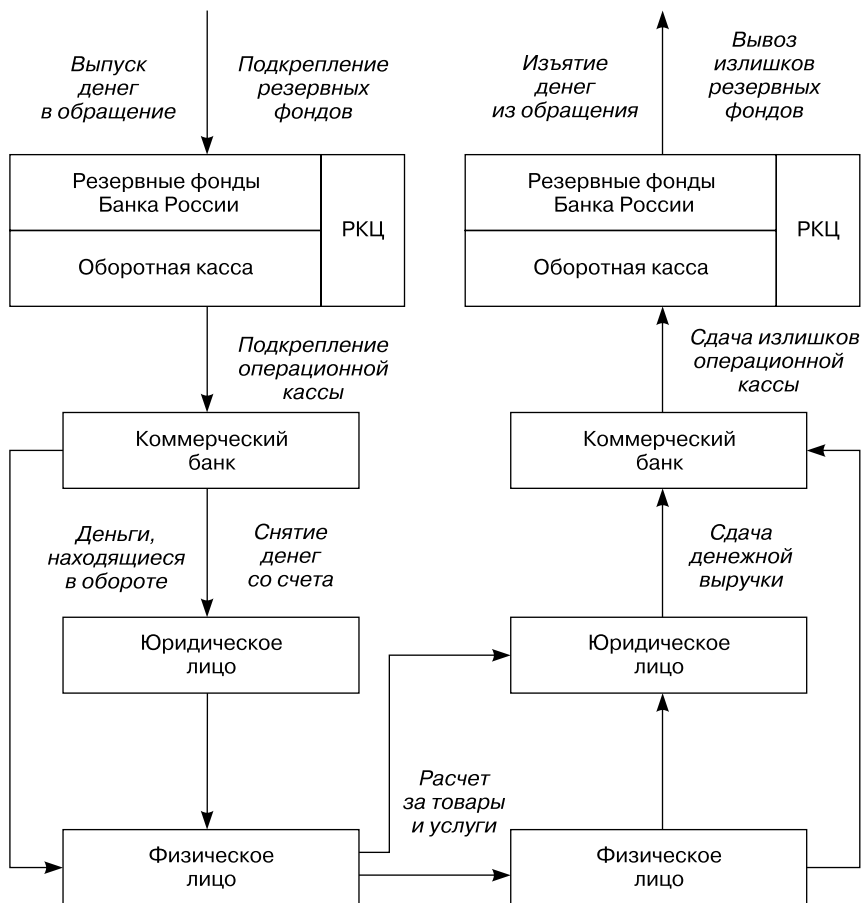 Выпуск
денег
в обращение
Подкрепление
резервных
фондов
Изъятие
денег
из обращения
Вывоз
излишков
резервных
фондов
Резервные фонды
Банка России
РКЦ
Оборотная касса
Резервные фонды
Банка России
РКЦ
Оборотная касса
Подкрепление
операционной
кассы
Сдача излишков
операционной
кассы
Коммерческий
банк
Коммерческий
банк
Деньги,
находящиеся
в обороте
Снятие
денег
со счета
Сдача
денежной
выручки
Юридическое
лицо
Юридическое
лицо
Расчет
за товары
и услуги
Физическое
лицо
Физическое
лицо